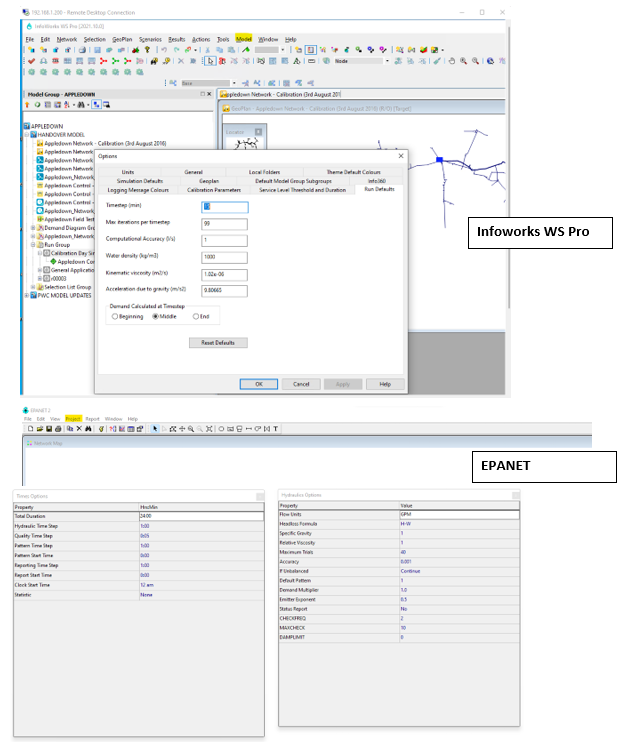 192.168.1.200 - Remote Desktop Connection
InfoWorks WS Pro [2021.10.0]
File Edit Network Selection GeoPlan Scenarios Results Actions Tools Model Window Help
Node
Base
Model Group - APPLEDOWN
Appledown Network - Calibration (3rd August 201
GeoPlan - Appledown Network - Calibration (3rd August 2016) (R/O) [Target]
Locator
APPLEDOWN
HANDOVER MODEL
Appledown Network - Calibration (3rd August 2016)
Appledown Network
Appledown Network
Appledown Network
Appledown_Network
Appledown Control -
Appledown Control -
Appledown Control -
Appledown_Network
Appledown Field Test
Demand Diagram Gr
Appledown_Network
Run Group
Calibration Day Sim
Appledown Con
General Applicatio
r00003
Selection List Group
PWC MODEL UPDATES
Options
Units General Local Folders Theme Default Colours
Simulation Defaults Geoplan Default Model Group Subgroups Info360
Logging Message Colours Calibration Parameters Service Level Threshold and Duration Run Defaults
Timestep (min)
Max iterations per timestep 99
Computational Accuracy (l/s) 1
Water density (kg/m3) 1000
Kinematic viscosity (m2/s) 1.02e-06
Acceleration due to gravity (m/s2) 9.80665
Demand Calculated at Timestep
Beginning Middle End
Reset Defaults
OK Cancel Apply Help
Infoworks WS Pro
EPANET 2
File Edit View Project Report Window Help
Network Map
EPANET
Times Options
Property Hrs:Min
Total Duration 24:00
Hydraulic Time Step 1:00
Quality Time Step 0:05
Pattern Time Step 1:00
Pattern Start Time 0:00
Reporting Time Step 1:00
Report Start Time 0:00
Clock Start Time 12 am
Statistic None
Hydraulics Options
Property Value
Flow Units GPM
Headloss Formula H-W
Specific Gravity 1
Relative Viscosity 1
Maximum Trials 40
Accuracy 0.001
If Unbalanced Continue
Default Pattern 1
Demand Multiplier 1.0
Emitter Exponent 0.5
Status Report No
CHECKFREQ 2
MAXCHECK 10
DAMPLIMIT 0